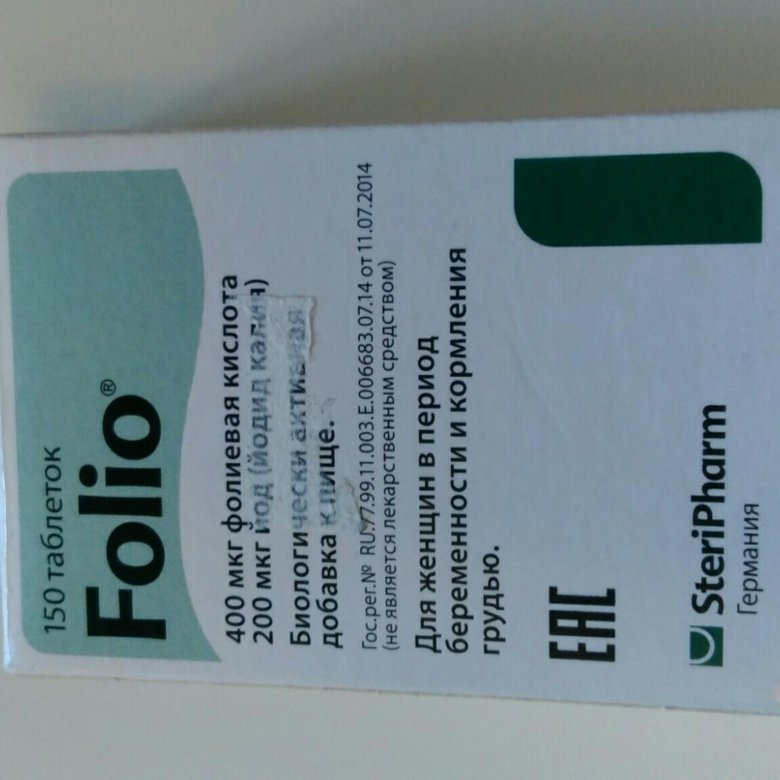 150 таблеток
Folio®
400 мкг фолиевая кислота
200 мкг йод (йодид калия)
Биологически активная
добавка к пище.
Гос.рег.№ RU.77.99.11.003.Е.006683.07.14 от 11.07.2014
(не является лекарственным средством)
Для женщин в период
беременности и кормления
грудью.
EAC
SteriPharm
Германия